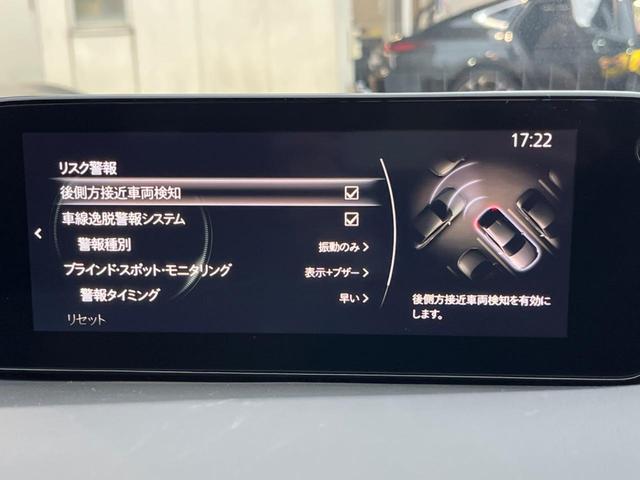 17:22
リスク警報
後側方接近車両検知
車線逸脱警報システム
警報種別 振動のみ
ブラインド・スポット・モニタリング 表示+ブザー
警報タイミング 早い
リセット
後側方接近車両検知を有効に
します。